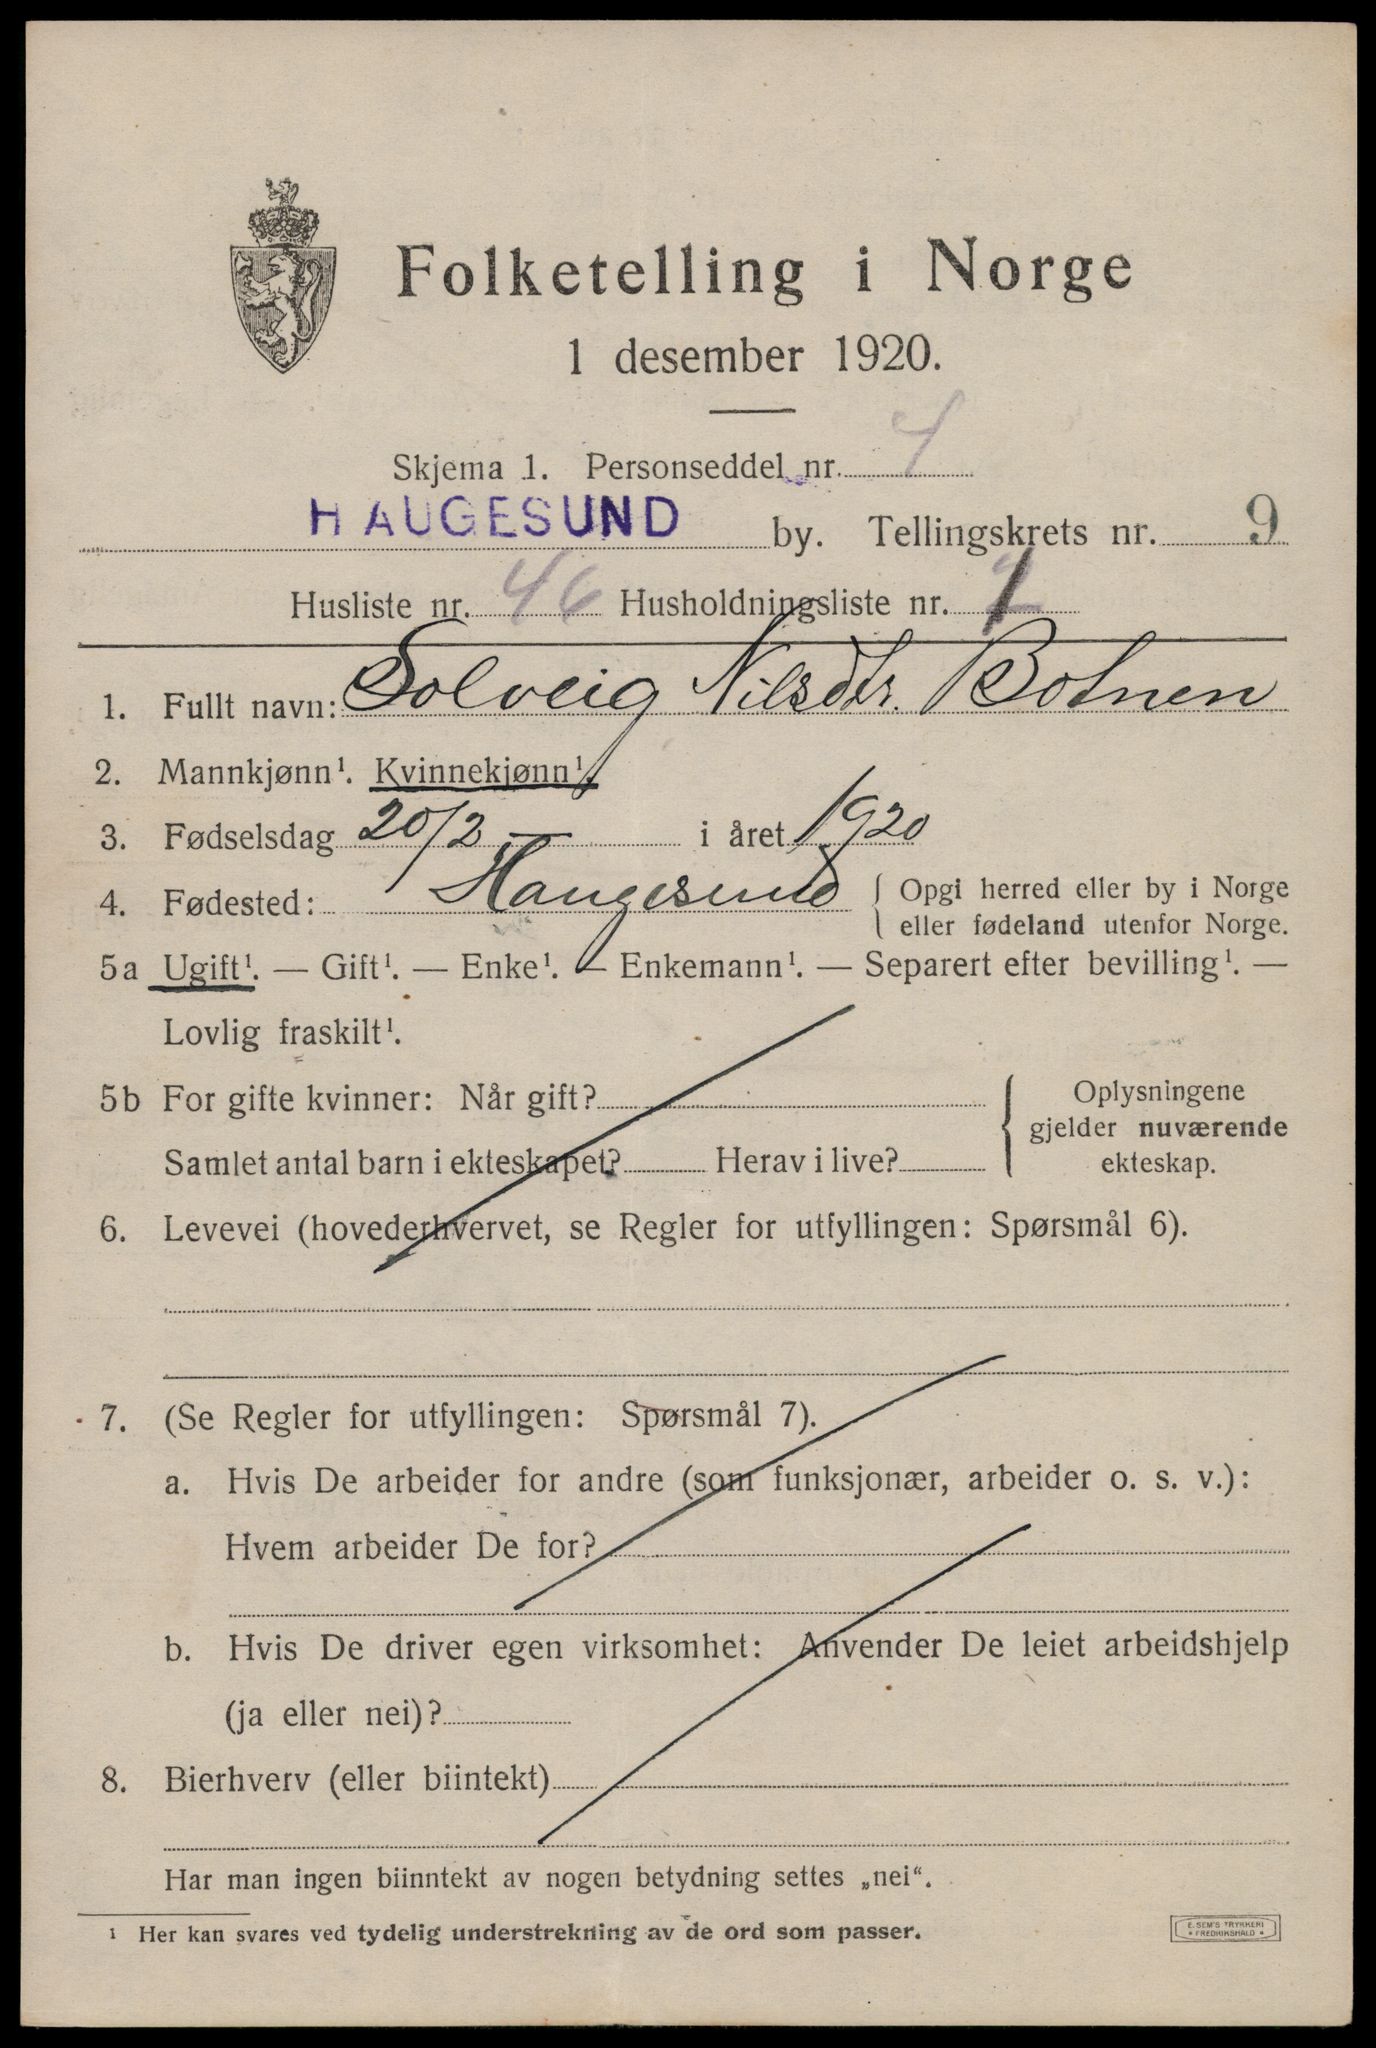 Folketelling i Norge
1 desember 1920.
Skjema 1. Personseddel nr. 4
HAUGESUND by. Tellingskrets nr. 9
Husliste nr. 46 Husholdningsliste nr.
1. Fullt navn: Solveig Nilsdtr. Botnen
2. Mannkjønn¹. Kvinnekjønn¹.
3. Fødselsdag 20/2 i året 1920
4. Fødested: Haugesund { Opgi herred eller by i Norge
eller fødeland utenfor Norge.
5a Ugift¹. — Gift¹. — Enke¹. — Enkemann¹. — Separert efter bevilling¹. —
Lovlig fraskilt¹.
5b For gifte kvinner: Når gift? { Oplysningene
gjelder nuværende
Samlet antal barn i ekteskapet? Herav i live? ekteskap.
6. Levevei (hovederhvervet, se Regler for utfyllingen: Spørsmål 6).
7. (Se Regler for utfyllingen: Spørsmål 7).
a. Hvis De arbeider for andre (som funksjonær, arbeider o. s. v.):
Hvem arbeider De for?
b. Hvis De driver egen virksomhet: Anvender De leiet arbeidshjelp
(ja eller nei)?
8. Bierhverv (eller biintekt)
Har man ingen biinntekt av nogen betydning settes „nei“.
¹ Her kan svares ved tydelig understrekning av de ord som passer.
E. SEM'S TRYKKERI
• FREDRIKSHALD •